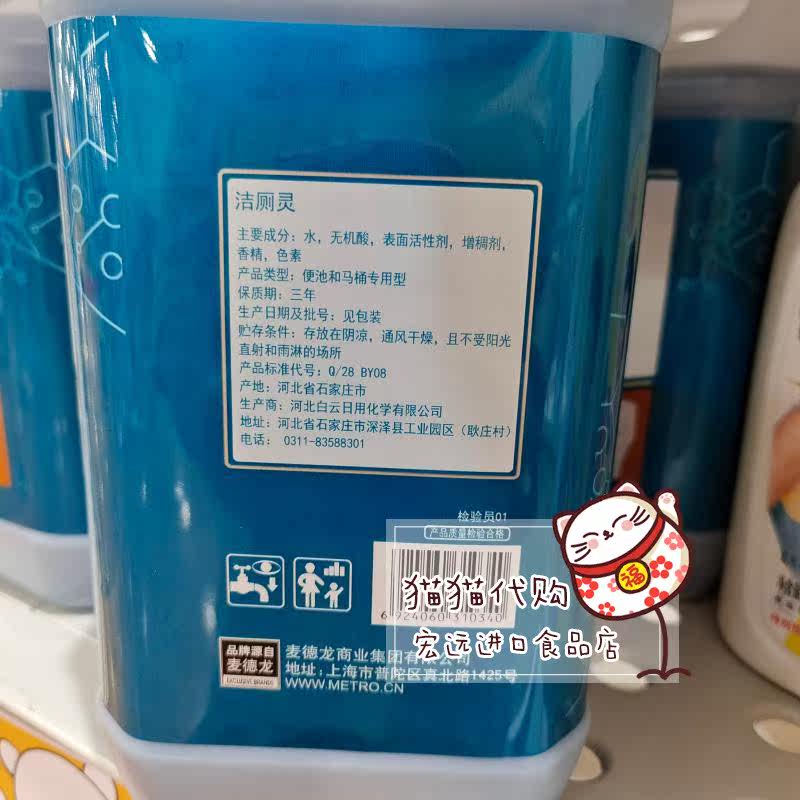 洁厕灵
主要成分：水，无机酸，表面活性剂，增稠剂，
香精，色素
产品类型：便池和马桶专用型
保质期：三年
生产日期及批号：见包装
贮存条件：存放在阴凉，通风干燥，且不受阳光
直射和雨淋的场所
产品标准代号：Q/28 BY08
产地：河北省石家庄市
生产商：河北白云日用化学有限公司
地址：河北省石家庄市深泽县工业园区（耿庄村）
电话： 0311-83588301
检验员01
产品质量检验合格
6 924060 310340
猫猫代购
宏远进口食品店
福
品牌源自
麦德龙
EXCLUSIVE BRANDS
麦德龙商业集团有限公司
地址：上海市普陀区真北路1425号
WWW.METRO.CN